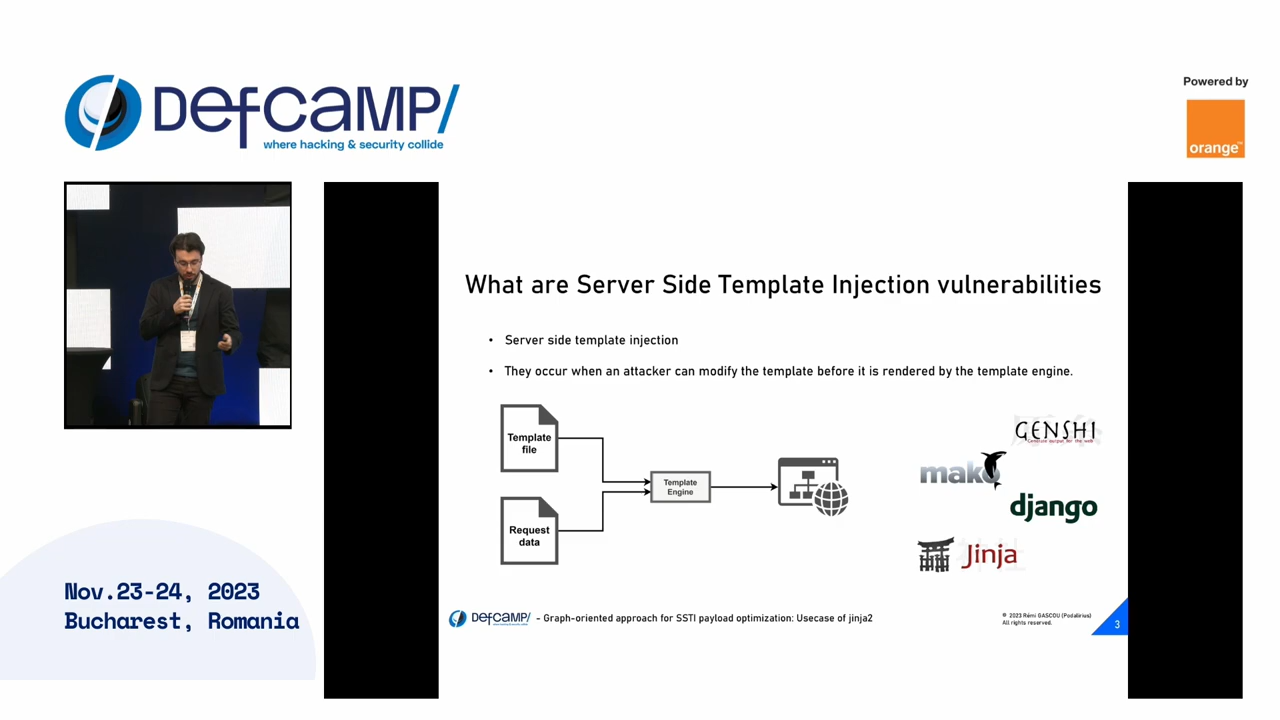 DefCAMP/
where hacking & security collide
Powered by
orange™
What are Server Side Template Injection vulnerabilities
• Server side template injection
• They occur when an attacker can modify the template before it is rendered by the template engine.
Template
file
Request
data
Template
Engine
GENSHI
mako
django
Jinja
DefCAMP/ - Graph-oriented approach for SSTI payload optimization: Usecase of jinja2
© 2023 Rémi GASCOU (Podalirius)
All rights reserved.
3
Nov.23-24, 2023
Bucharest, Romania